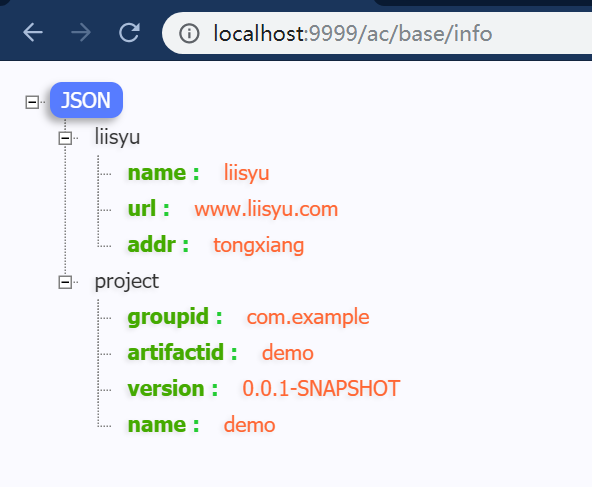 localhost:9999/ac/base/info
JSON
liisyu
name : liisyu
url : www.liisyu.com
addr : tongxiang
project
groupid : com.example
artifactid : demo
version : 0.0.1-SNAPSHOT
name : demo